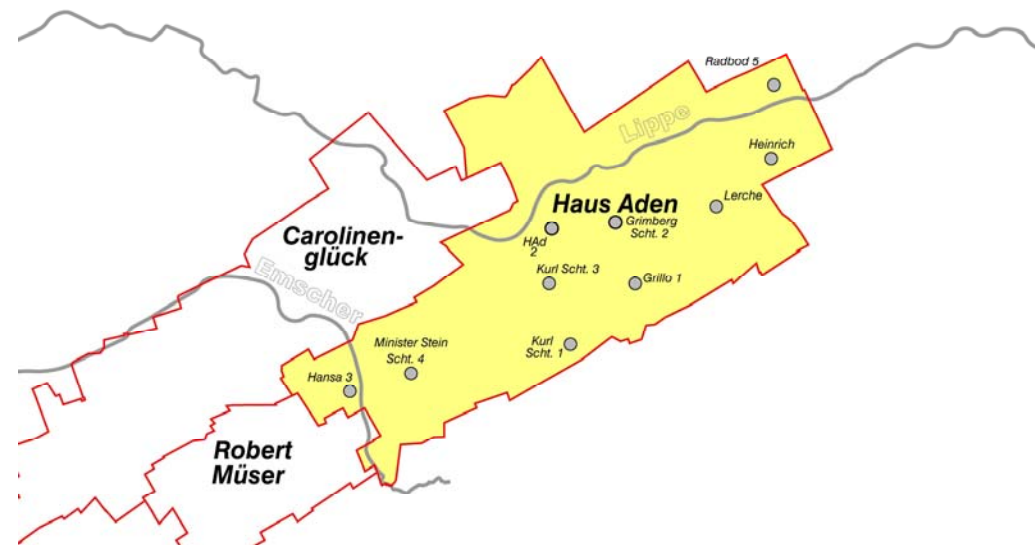 Radbod 5
Lippe
Heinrich
Lerche
Haus Aden
Grimberg
Scht. 2
HAd
2
Carolinen-
glück
Emscher
Kurl Scht. 3
Grillo 1
Kurl
Scht. 1
Minister Stein
Scht. 4
Hansa 3
Robert
Müser